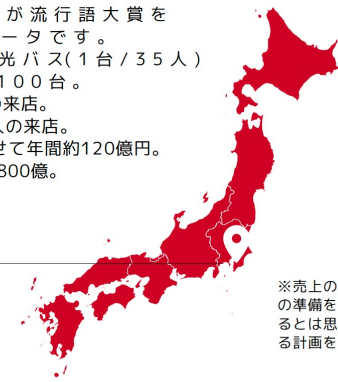 が流行語大賞を
ータです。
光バス(1台/35人)
100台。
の来店。
人の来店。
せて年間約120億円。
800億。
※売上の
の準備を
るとは思
る計画を